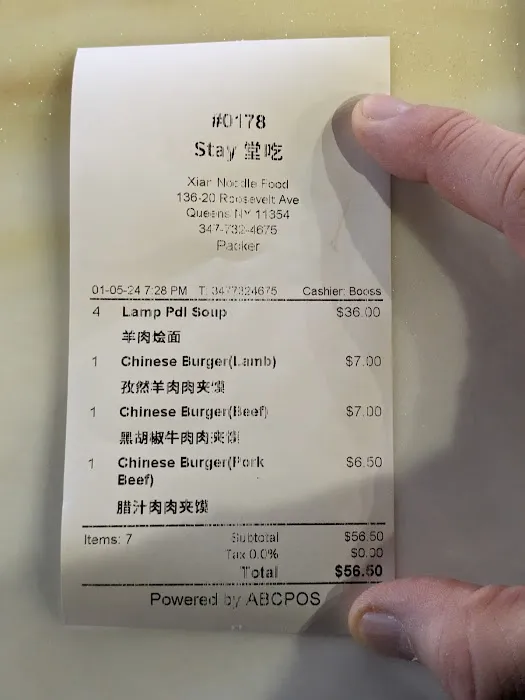 #0178
Stay 堂吃
Xian Noodle Food
136-20 Roosevelt Ave
Queens NY 11354
347-732-4675
Packer
01-05-24 7:28 PM T: 3477324675 Cashier: Booss
4 Lamp Pdl Soup $36.00
羊肉烩面
1 Chinese Burger(Lamb) $7.00
孜然羊肉肉夹馍
1 Chinese Burger(Beef) $7.00
黑胡椒牛肉肉夹馍
1 Chinese Burger(Pork $6.50
Beef)
腊汁肉肉夹馍
Items: 7 Subtotal $56.50
Tax 0.0% $0.00
Total $56.50
Powered by ABCPOS